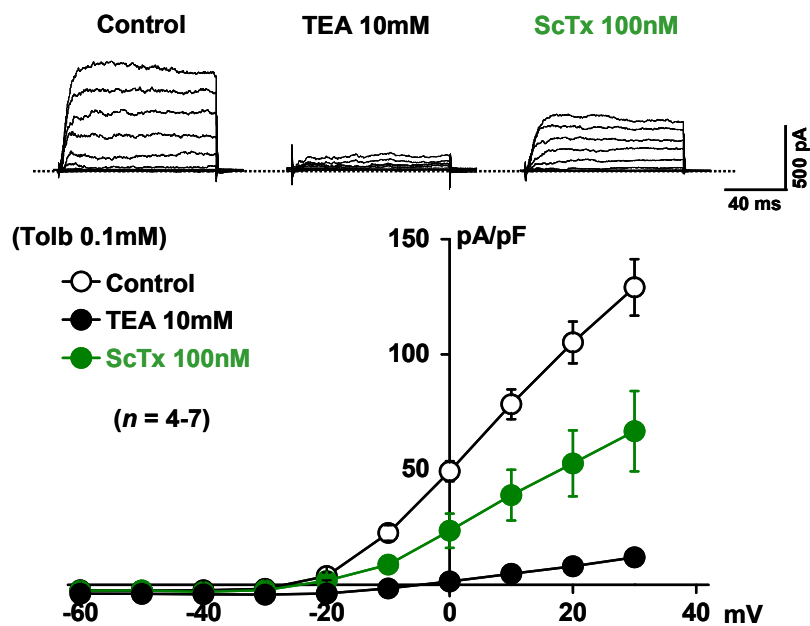 Control TEA 10mM ScTx 100nM
500 pA
40 ms
(Tolb 0.1mM)
Control
TEA 10mM
ScTx 100nM
(n = 4-7)
150 pA/pF
100
50
-60 -40 -20 0 20 40 mV